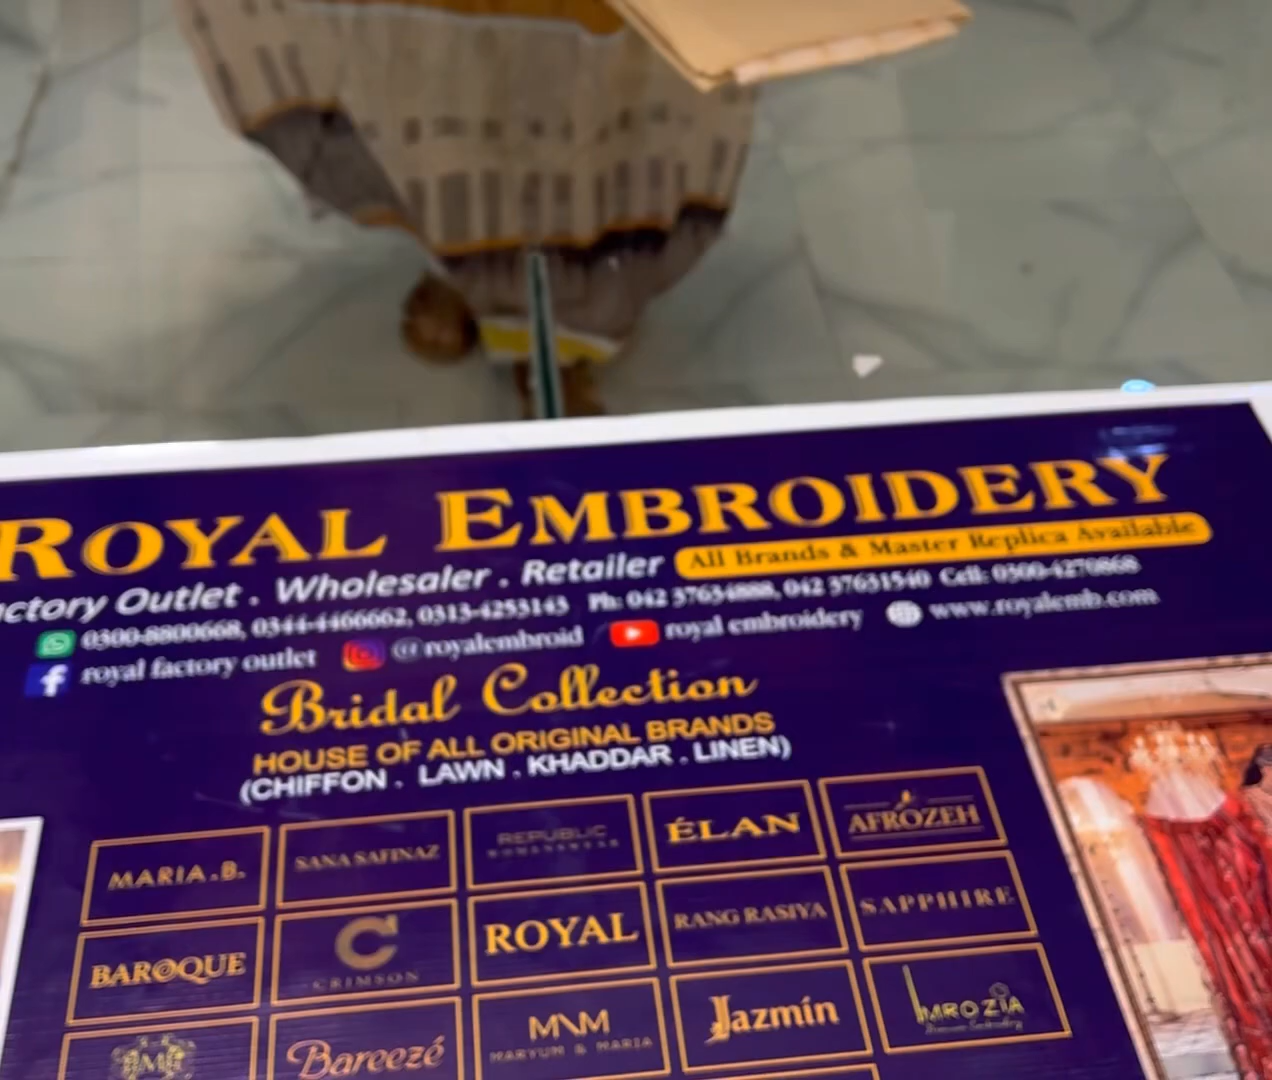 ROYAL EMBROIDERY
ctory Outlet . Wholesaler . Retailer All Brands & Master Replica Available
0300-8800668, 0344-4466662, 0313-4253143 Ph: 042 37634888, 042 37631540 Cell: 0300-4270868
royal factory outlet @royalembroid royal embroidery www.royalemb.com
Bridal Collection
HOUSE OF ALL ORIGINAL BRANDS
(CHIFFON . LAWN . KHADDAR . LINEN)
MARIA.B. SANA SAFINAZ REPUBLIC WOMENSWEAR ÉLAN AFROZEH
BAROQUE C CRIMSON ROYAL RANG RASIYA SAPPHIRE
Bareezé M\M MARYUM & MARIA Jazmín IMROZIA